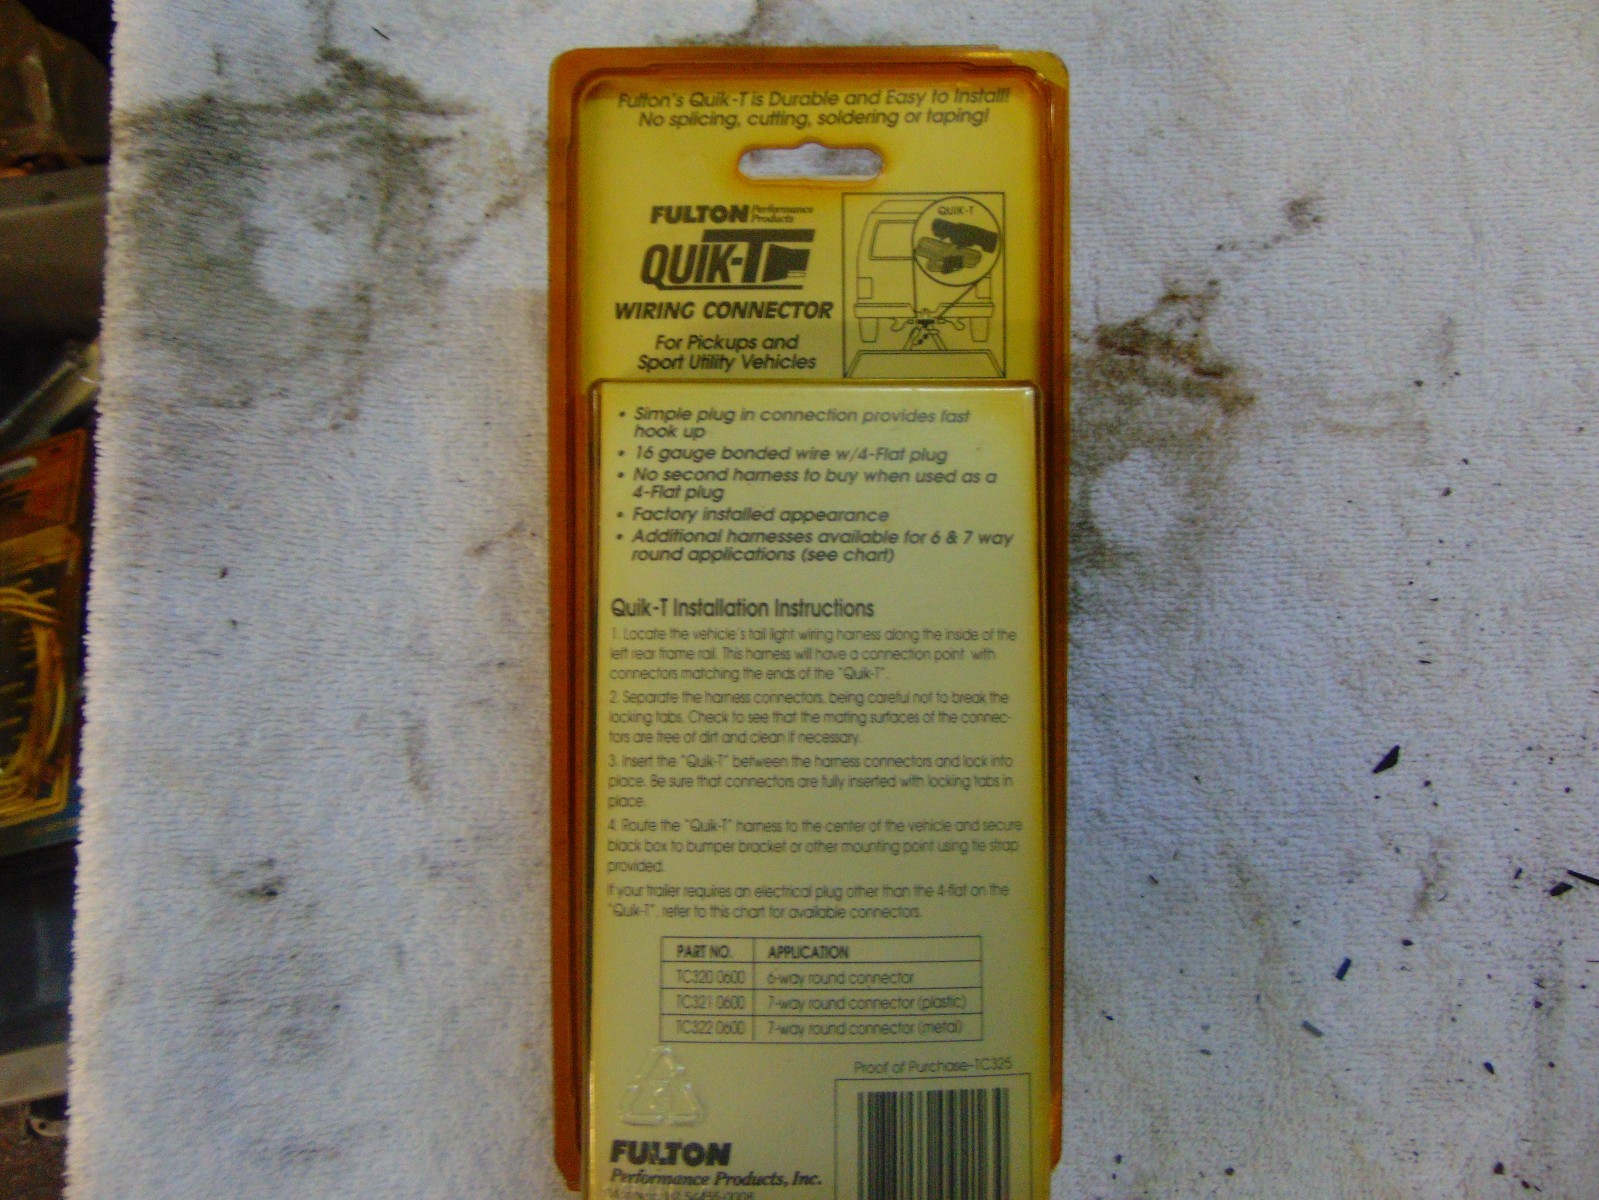 Fulton's Quik-T is Durable and Easy to Install!
No splicing, cutting, soldering or taping!
FULTON Performance Products
QUIK-T
WIRING CONNECTOR
For Pickups and
Sport Utility Vehicles
QUIK-T
• Simple plug in connection provides fast
hook up
• 16 gauge bonded wire w/4-Flat plug
• No second harness to buy when used as a
4-Flat plug
• Factory installed appearance
• Additional harnesses available for 6 & 7 way
round applications (see chart)
Quik-T Installation Instructions
1. Locate the vehicle's tail light wiring harness along the inside of the
left rear frame rail. This harness will have a connection point with
connectors matching the ends of the "Quik-T".
2. Separate the harness connectors, being careful not to break the
locking tabs. Check to see that the mating surfaces of the connec-
tors are free of dirt and clean if necessary.
3. Insert the "Quik-T" between the harness connectors and lock into
place. Be sure that connectors are fully inserted with locking tabs in
place.
4. Route the "Quik-T" harness to the center of the vehicle and secure
black box to bumper bracket or other mounting point using tie strap
provided.
If your trailer requires an electrical plug other than the 4-flat on the
"Quik-T", refer to this chart for available connectors.
PART NO. APPLICATION
TC320 0600 6-way round connector
TC321 0600 7-way round connector (plastic)
TC322 0600 7-way round connector (metal)
Proof of Purchase-TC325
FULTON
Performance Products, Inc.